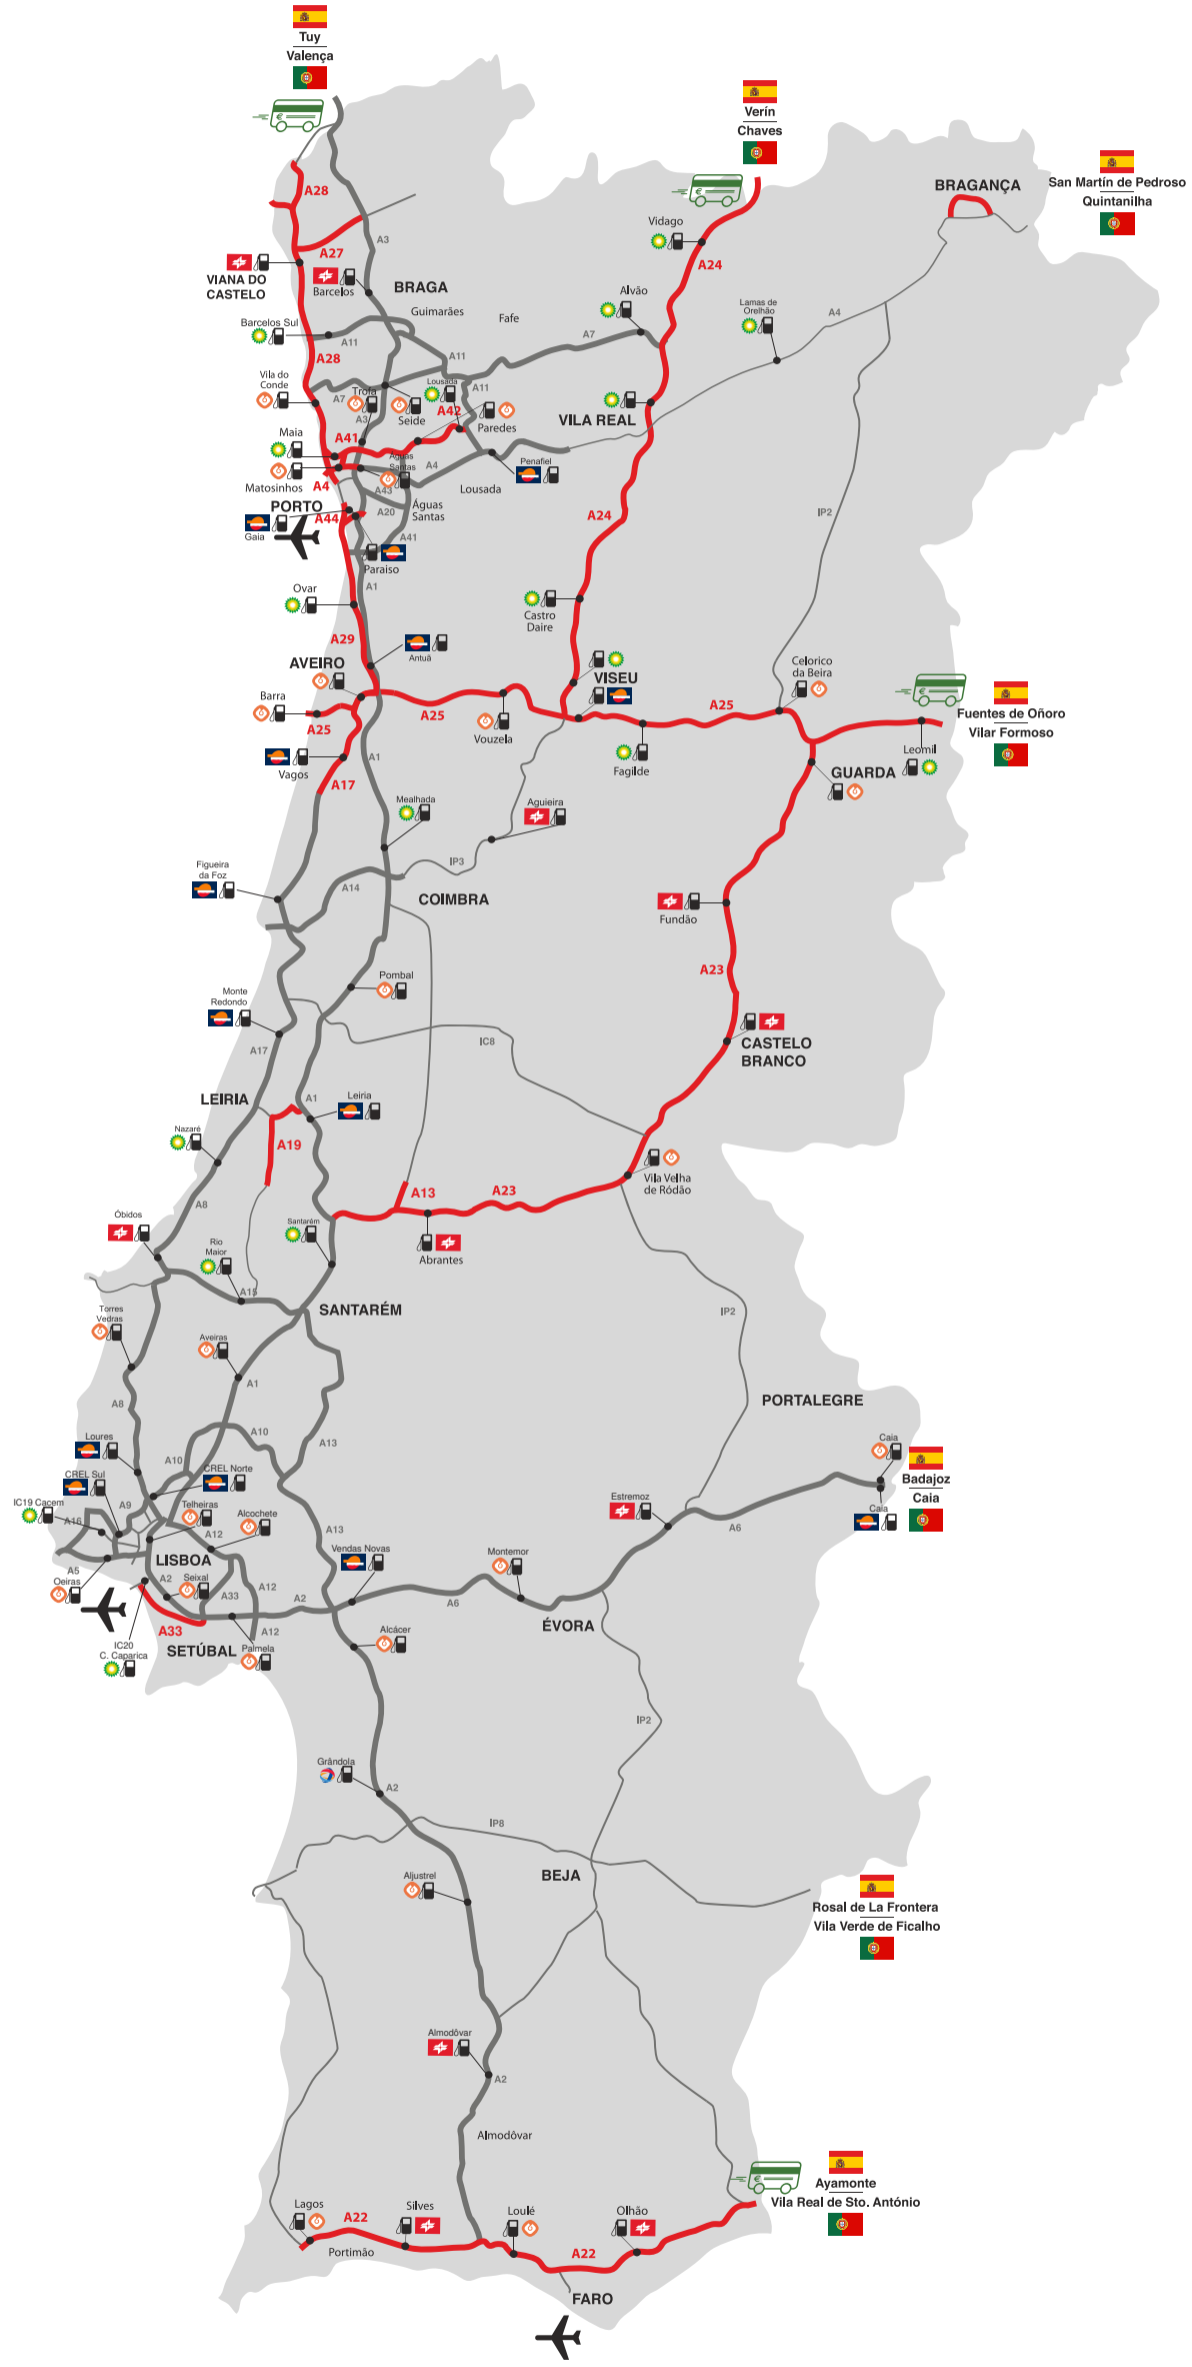 Tuy
Valença
Verín
Chaves
San Martín de Pedroso
Quintanilha
BRAGANÇA
A28
A27
A3
Vidago
A24
VIANA DO
CASTELO
Barcelos
BRAGA
Guimarães
Fafe
Alvão
Lamas de
Orelhão
A4
Barcelos Sul
A11
A7
A28
A11
Vila do
Conde
A7
Trofa
A3
Seide
Lousada
A11
A42
Paredes
VILA REAL
Maia
A41
Águas
Santas
A4
Matosinhos
A4
A43
Lousada
Penafiel
PORTO
A44
A20
Águas
Santas
Gaia
A41
A24
IP2
Paraiso
A1
Ovar
Castro
Daire
A29
Antuã
AVEIRO
VISEU
Celorico
da Beira
Barra
A25
A25
Vouzela
A25
Fuentes de Oñoro
Vilar Formoso
Leomil
Fagilde
GUARDA
A1
Vagos
A17
Mealhada
Aguieira
IP3
Figueira
da Foz
A14
COIMBRA
Fundão
A23
Pombal
Monte
Redondo
A17
IC8
CASTELO
BRANCO
LEIRIA
A1
Leiria
Nazaré
A19
Vila Velha
de Ródão
A13
A23
A8
Óbidos
Santarém
Abrantes
Rio
Maior
A15
SANTARÉM
IP2
Torres
Vedras
Aveiras
A1
A8
PORTALEGRE
A10
A13
Loures
A10
Caia
Badajoz
Caia
CREL Sul
CREL Norte
IC19 Cacem
A16
A9
Telheiras
Alcochete
Estremoz
Caia
A6
A12
A13
LISBOA
Vendas Novas
Montemor
A5
Oeiras
A2
Seixal
A33
A12
A2
A6
ÉVORA
A33
A12
IC20
C. Caparica
SETÚBAL
Palmela
Alcácer
IP2
Grândola
A2
IP8
BEJA
Aljustrel
Rosal de La Frontera
Vila Verde de Ficalho
Almodôvar
A2
Almodôvar
Ayamonte
Vila Real de Sto. António
Lagos
A22
Silves
Loulé
Olhão
Portimão
A22
FARO